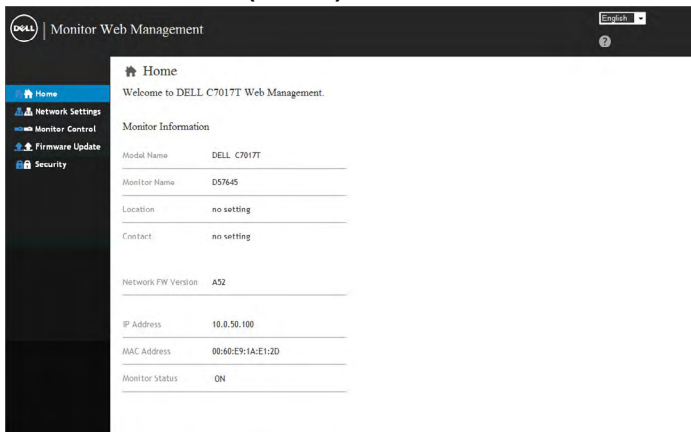 DELL | Monitor Web Management
English
?
Home
Network Settings
Monitor Control
Firmware Update
Security
Home
Welcome to DELL C7017T Web Management.
Monitor Information
Model Name DELL C7017T
Monitor Name D57645
Location no setting
Contact no setting
Network FW Version A52
IP Address 10.0.50.100
MAC Address 00:60:E9:1A:E1:2D
Monitor Status ON